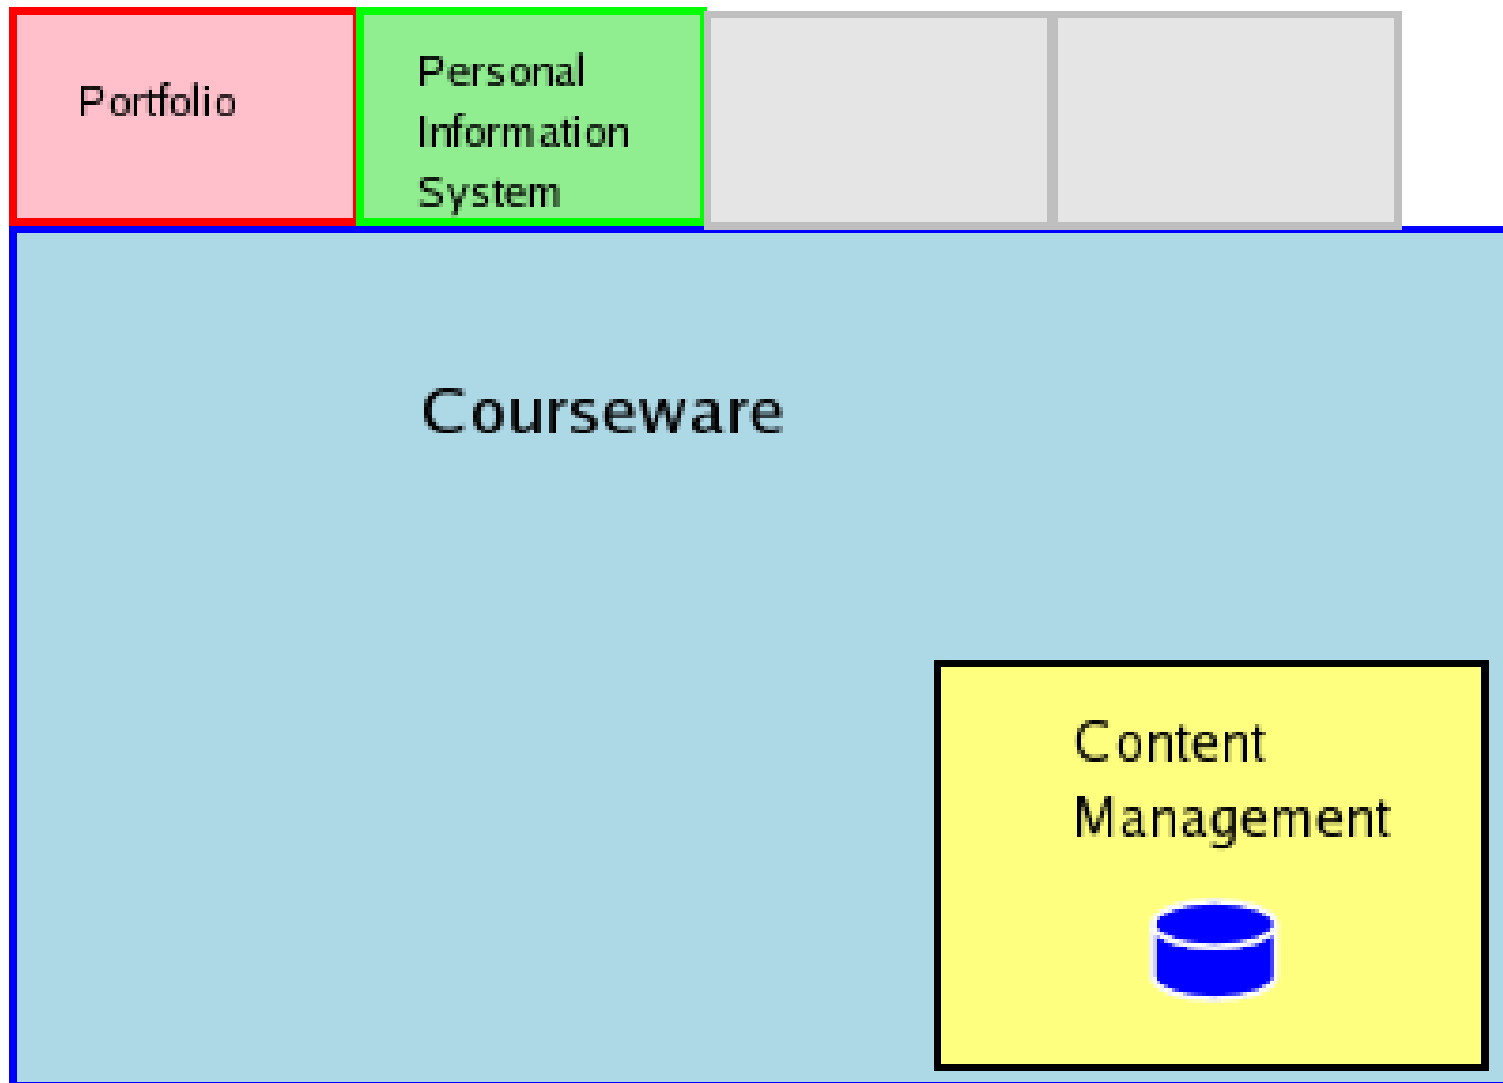 Portfolio
Personal
Information
System
Courseware
Content
Management